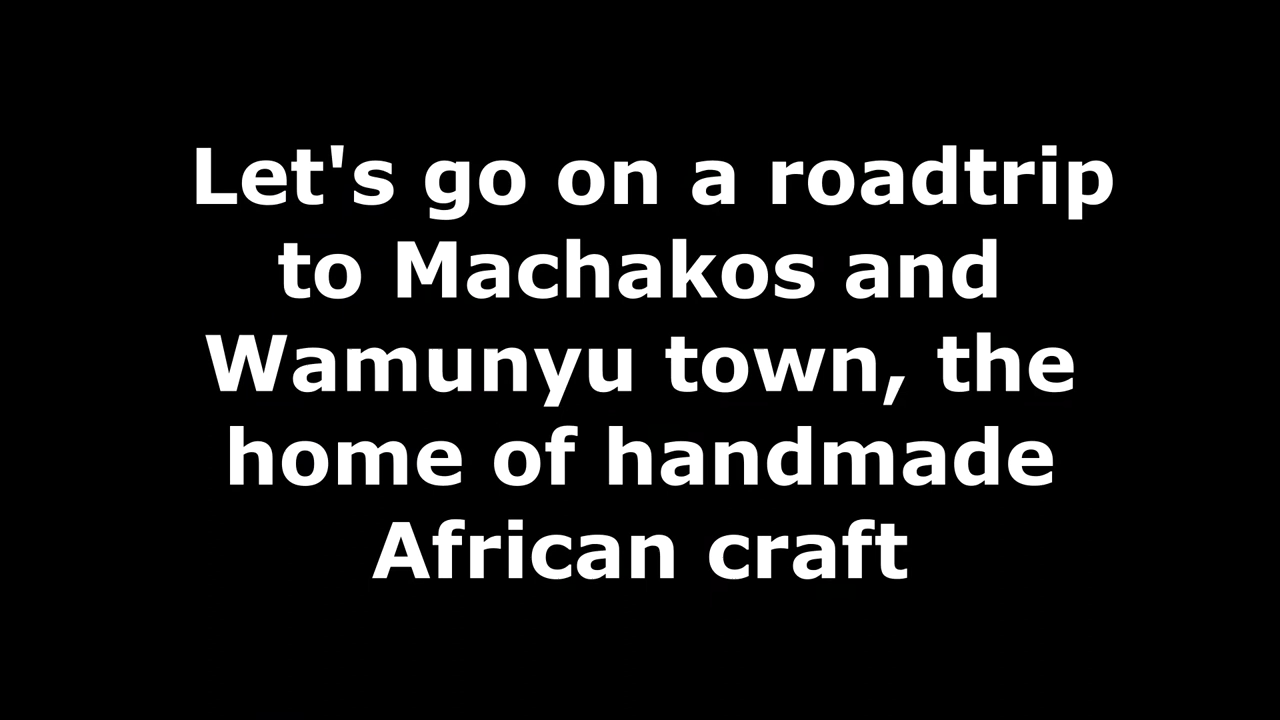 Let's go on a roadtrip
to Machakos and
Wamunyu town, the
home of handmade
African craft